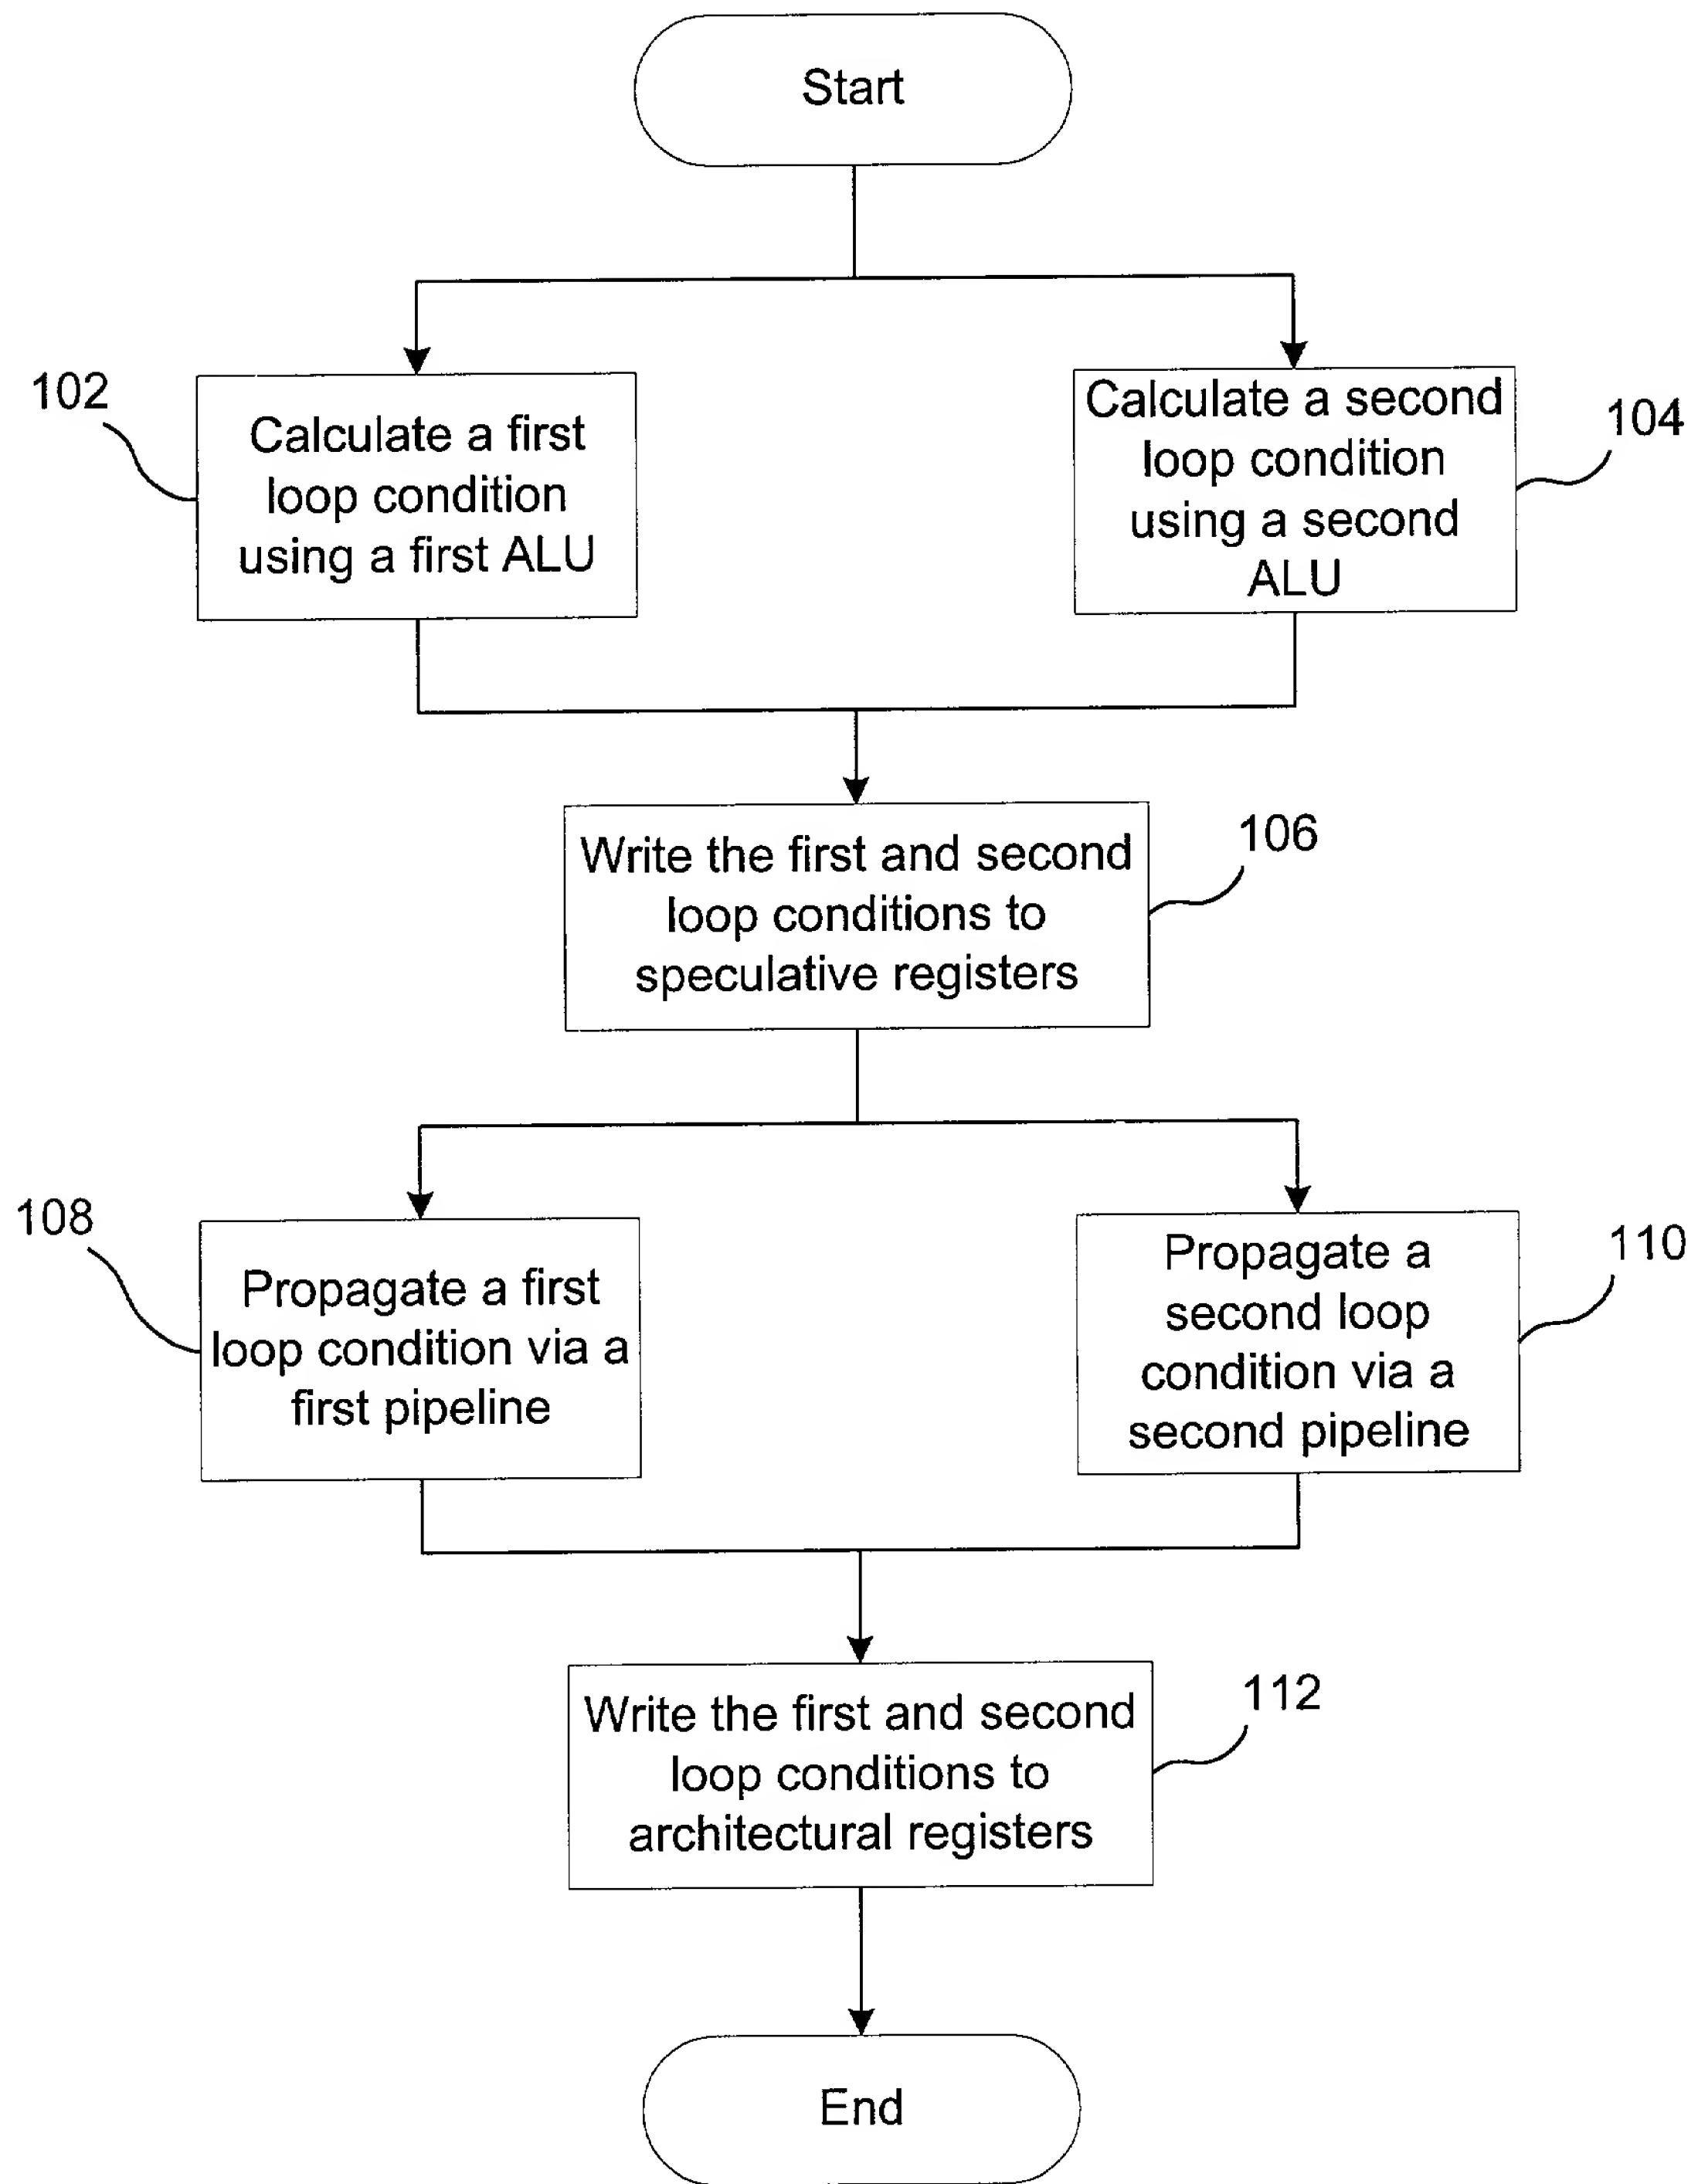 Start
102
Calculate a first
loop condition
using a first ALU
Calculate a second
loop condition
using a second
ALU
104
Write the first and second
loop conditions to
speculative registers
106
108
Propagate a first
loop condition via a
first pipeline
Propagate a
second loop
condition via a
second pipeline
110
Write the first and second
loop conditions to
architectural registers
112
End